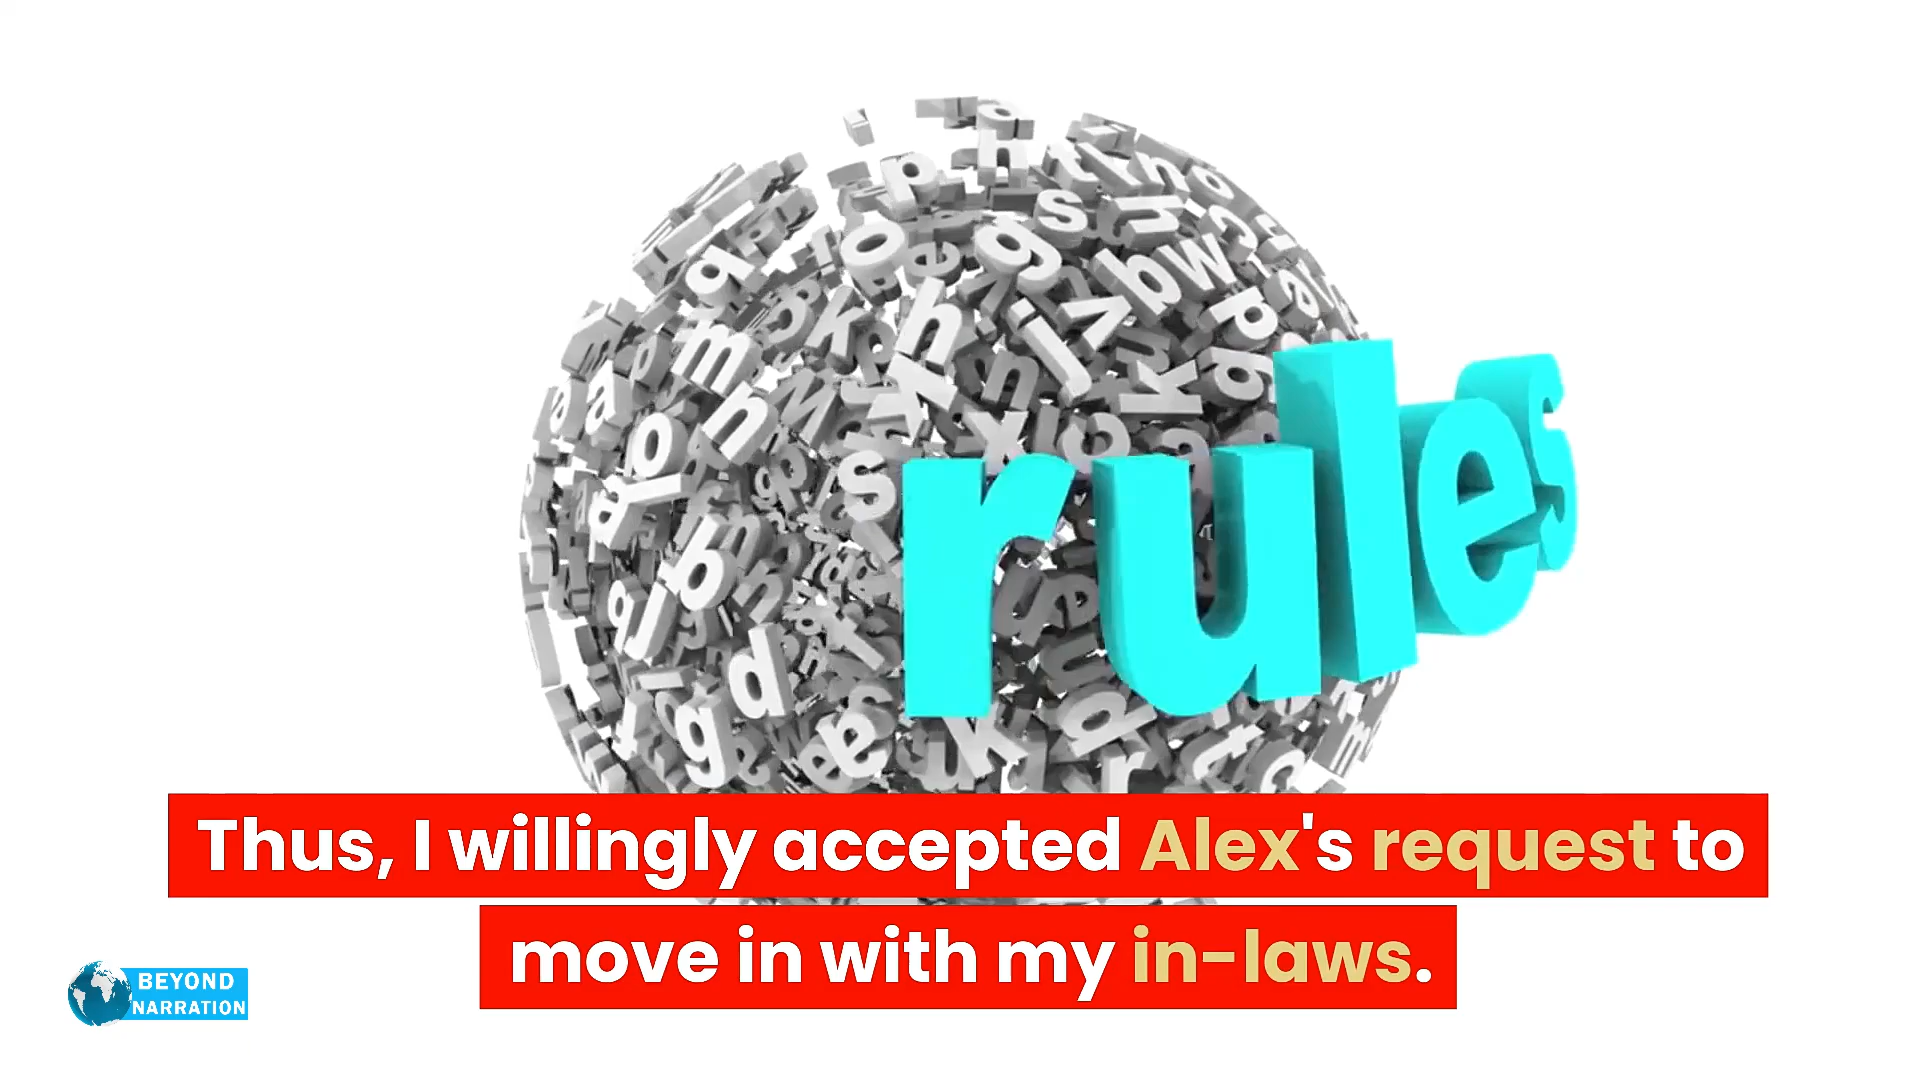 rules
Thus, I willingly accepted Alex's request to
move in with my in-laws.
BEYOND
NARRATION